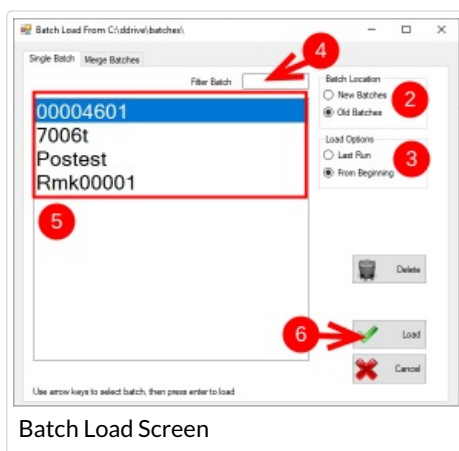 Batch Load From C:\ddrive\batches\
Single Batch Merge Batches
4
Filter Batch
Batch Location
New Batches
Old Batches
2
00004601
7006t
Postest
Rmk00001
Load Options
Last Run
From Beginning
3
5
Delete
6
Load
Cancel
Use arrow keys to select batch, then press enter to load
Batch Load Screen